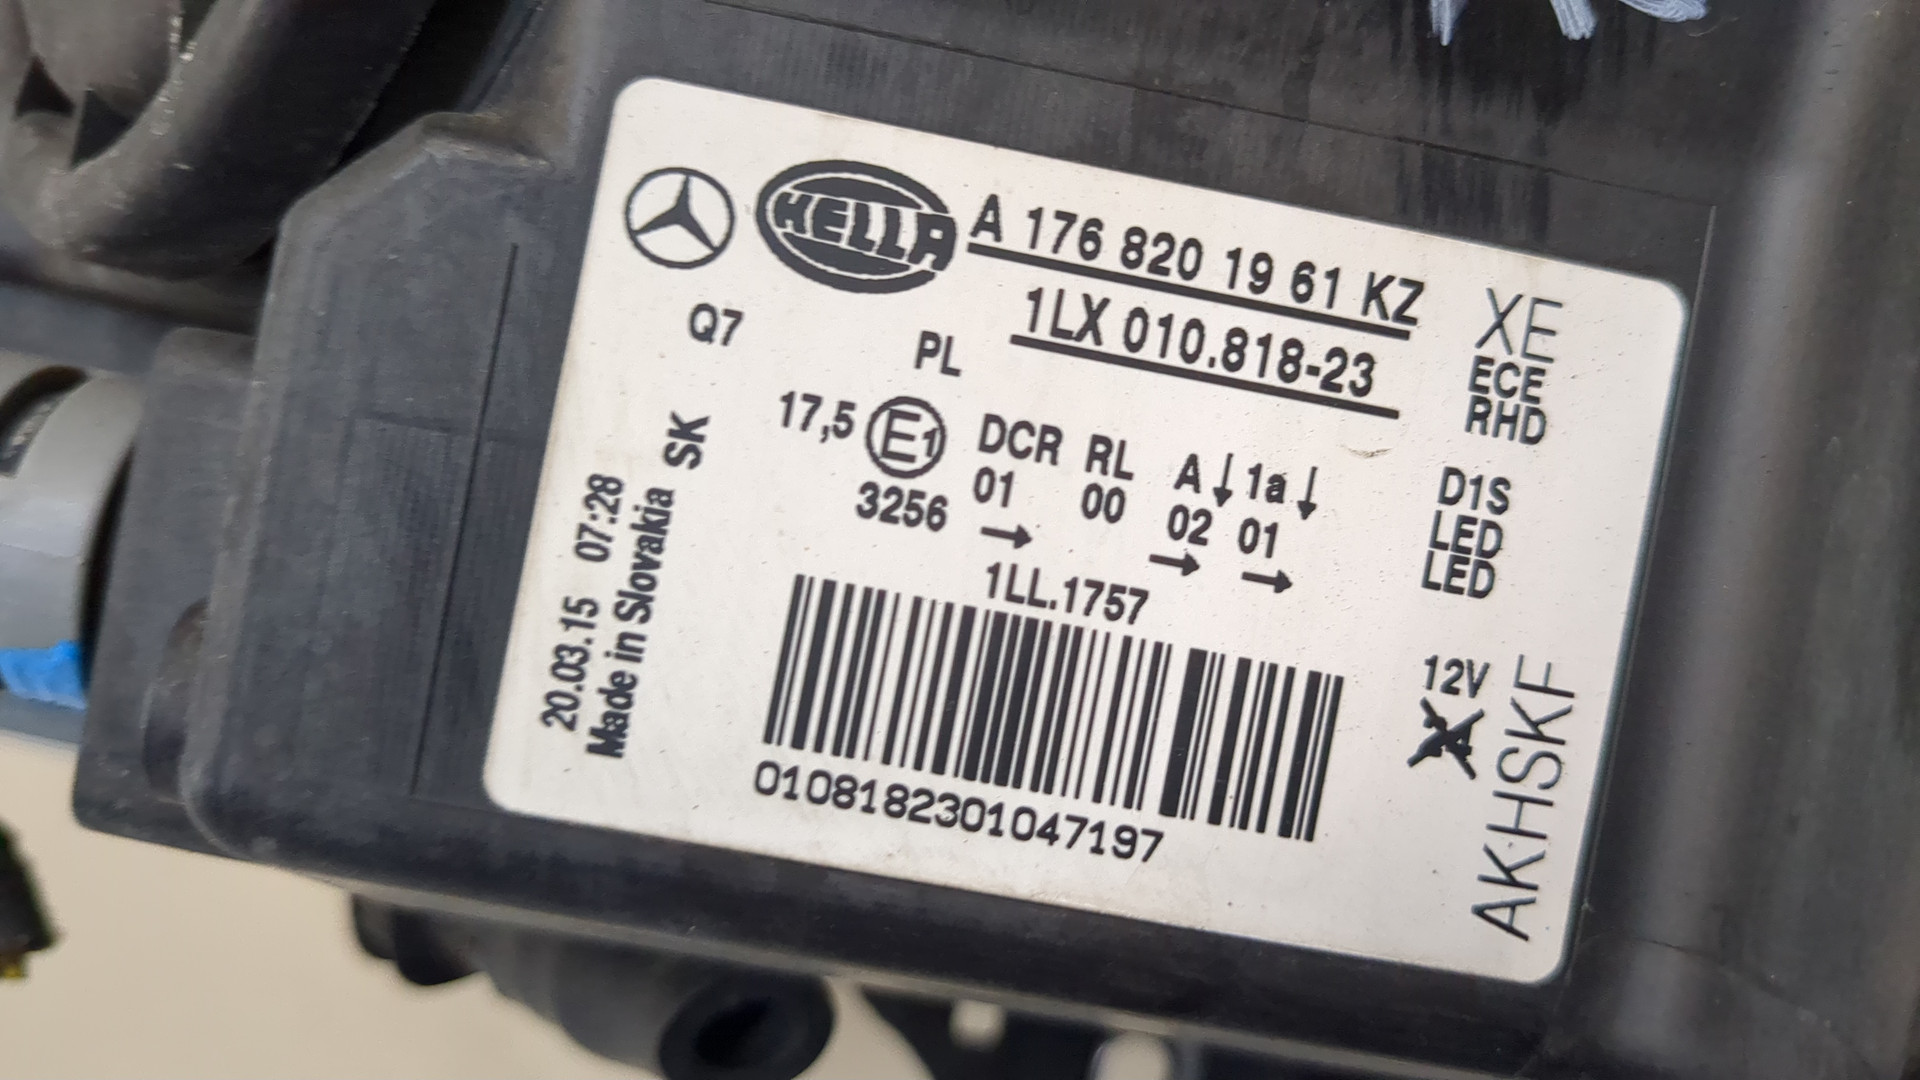 HELLA
A 176 820 19 61 KZ
1LX 010.818-23
XE
ECE
RHD
Q7
PL
17,5 E1 DCR RL A↓ 1a↓
3256 01 00 02 01
→ → →
D1S
LED
LED
1LL.1757
0108182301047197
12V
AKHSKF
20.03.15 07:28
Made in Slovakia SK